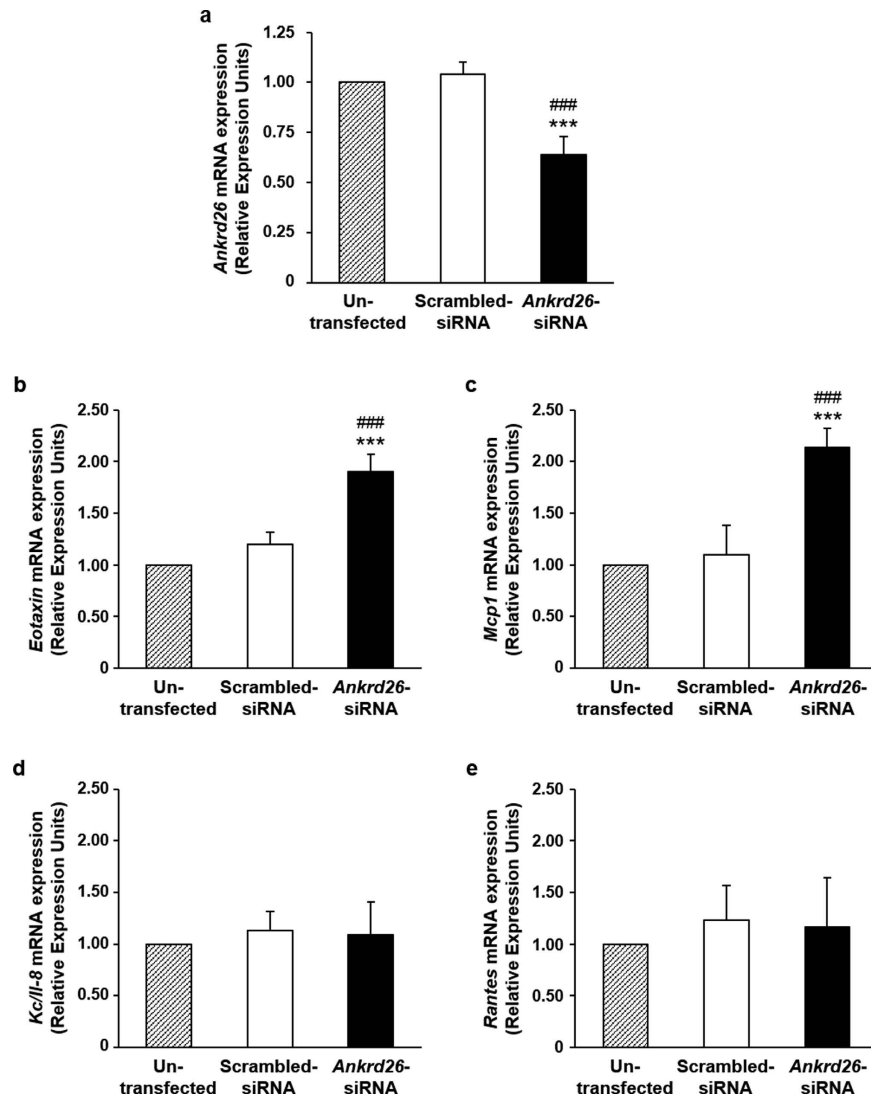 a
Ankrd26 mRNA expression
(Relative Expression Units)
1.25
1.00
0.75
0.50
0.25
0
###
***
Un-
transfected
Scrambled-
siRNA
Ankrd26-
siRNA
b
Eotaxin mRNA expression
(Relative Expression Units)
2.50
2.00
1.50
1.00
0.50
0
###
***
Un-
transfected
Scrambled-
siRNA
Ankrd26-
siRNA
c
Mcp1 mRNA expression
(Relative Expression Units)
2.50
2.00
1.50
1.00
0.50
0
###
***
Un-
transfected
Scrambled-
siRNA
Ankrd26-
siRNA
d
Kc/Il-8 mRNA expression
(Relative Expression Units)
2.50
2.00
1.50
1.00
0.50
0
Un-
transfected
Scrambled-
siRNA
Ankrd26-
siRNA
e
Rantes mRNA expression
(Relative Expression Units)
2.50
2.00
1.50
1.00
0.50
0
Un-
transfected
Scrambled-
siRNA
Ankrd26-
siRNA